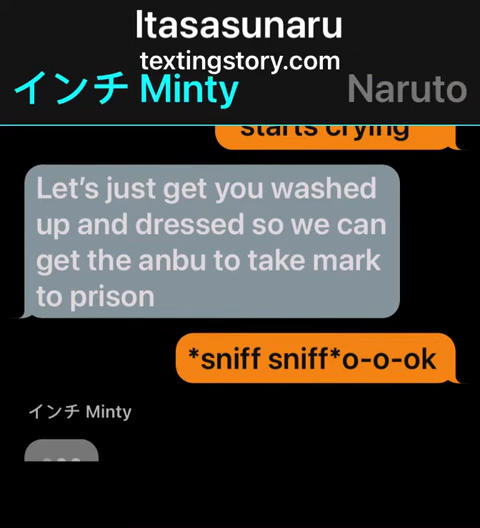 Itasasunaru
textingstory.com
インチ Minty Naruto
starts crying
Let's just get you washed
up and dressed so we can
get the anbu to take mark
to prison
*sniff sniff*o-o-ok
インチ Minty